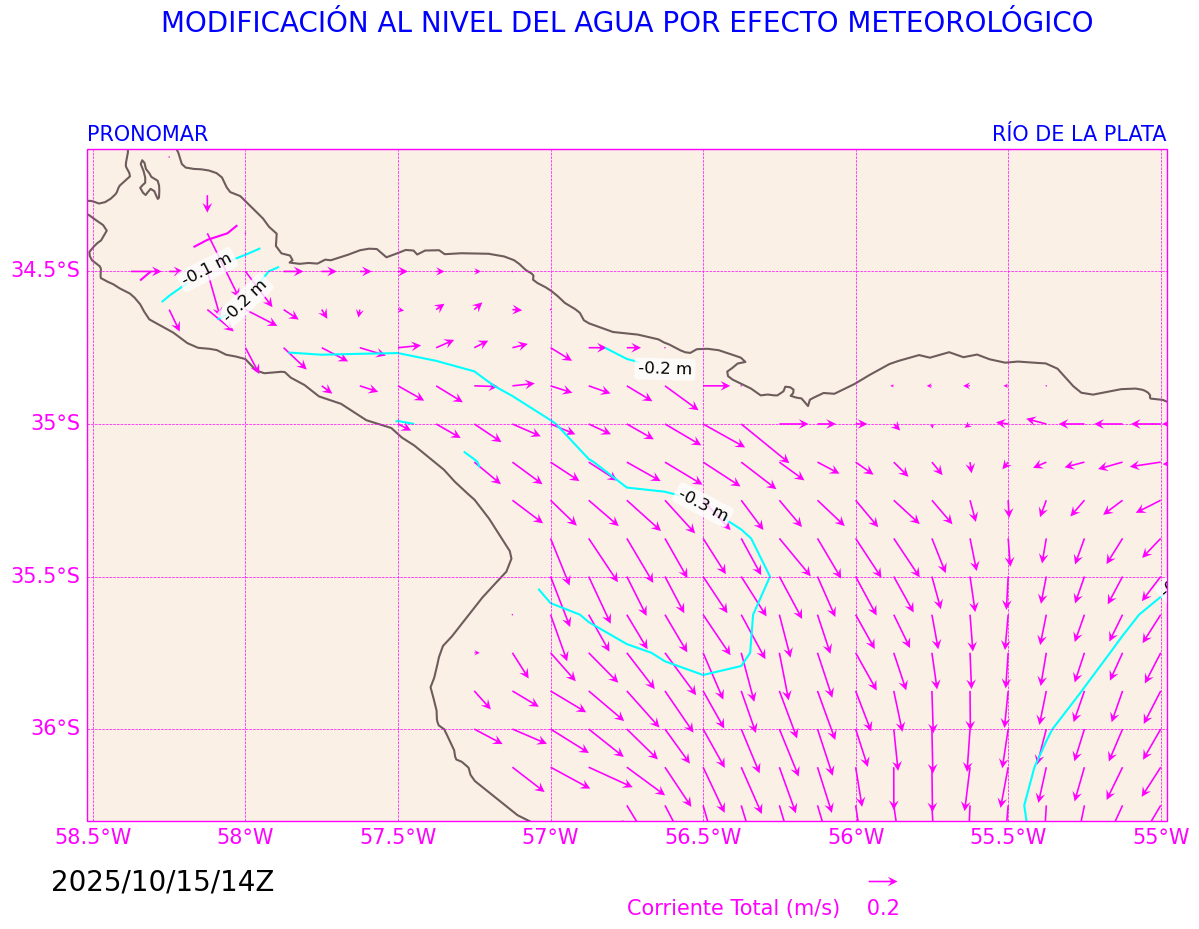 MODIFICACIÓN AL NIVEL DEL AGUA POR EFECTO METEOROLÓGICO
PRONOMAR
RÍO DE LA PLATA
-0.1 m
-0.2 m
-0.2 m
-0.3 m
34.5°S
35°S
35.5°S
36°S
58.5°W
58°W
57.5°W
57°W
56.5°W
56°W
55.5°W
55°W
2025/10/15/14Z
Corriente Total (m/s)
0.2